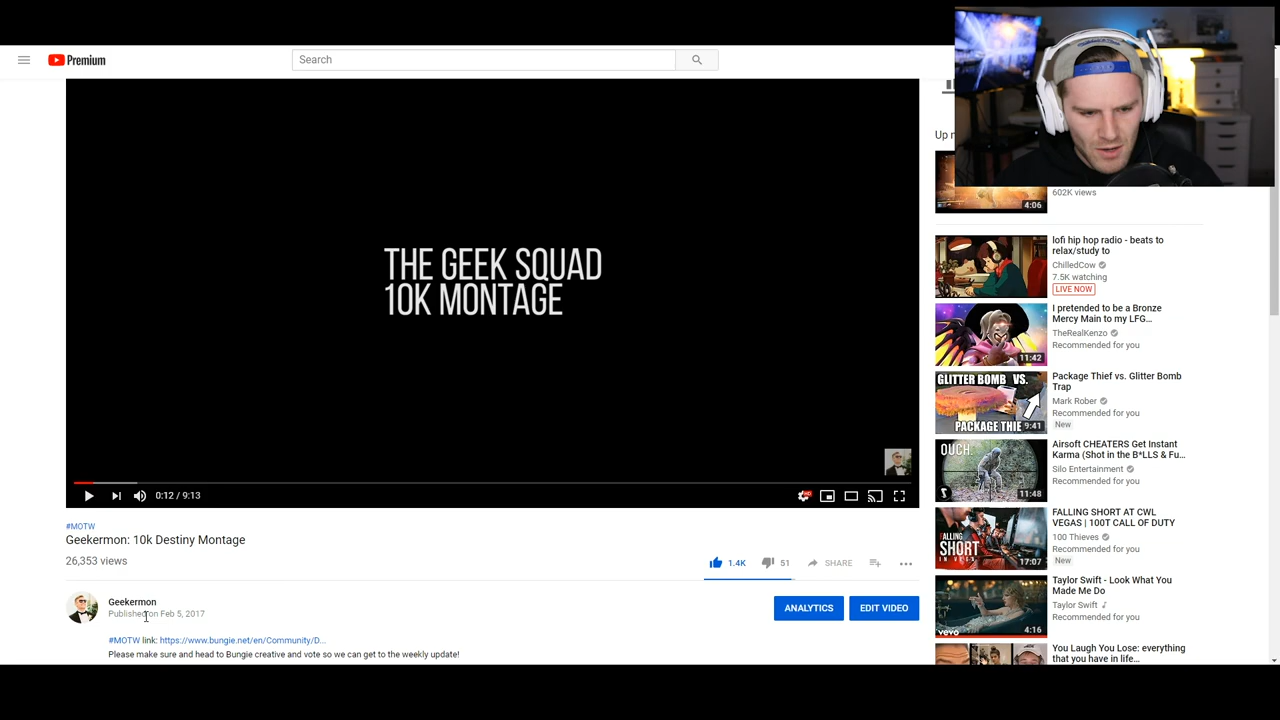 Premium
Search
THE GEEK SQUAD
10K MONTAGE
0:12 / 9:13
#MOTW
Geekermon: 10k Destiny Montage
26,353 views
1.4K
51
SHARE
Geekermon
Published on Feb 5, 2017
ANALYTICS
EDIT VIDEO
#MOTW link: https://www.bungie.net/en/Community/D...
Please make sure and head to Bungie creative and vote so we can get to the weekly update!
602K views
4:06
lofi hip hop radio - beats to
relax/study to
ChilledCow
7.5K watching
LIVE NOW
I pretended to be a Bronze
Mercy Main to my LFG...
TheRealKenzo
Recommended for you
11:42
GLITTER BOMB VS.
PACKAGE THIE
9:41
Package Thief vs. Glitter Bomb
Trap
Mark Rober
Recommended for you
New
OUCH.
11:48
Airsoft CHEATERS Get Instant
Karma (Shot in the B*LLS & Fu...
Silo Entertainment
Recommended for you
FALLING
SHORT
17:07
FALLING SHORT AT CWL
VEGAS | 100T CALL OF DUTY
100 Thieves
Recommended for you
New
vevo
4:16
Taylor Swift - Look What You
Made Me Do
Taylor Swift
Recommended for you
You Laugh You Lose: everything
that you have in life...